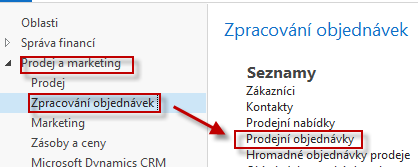 Oblasti
Správa financí
Prodej a marketing
Prodej
Zpracování objednávek
Marketing
Zásoby a ceny
Microsoft Dynamics CRM
Zpracování objednávek
Seznamy
Zákazníci
Kontakty
Prodejní nabídky
Prodejní objednávky
Hromadné objednávky prodeje